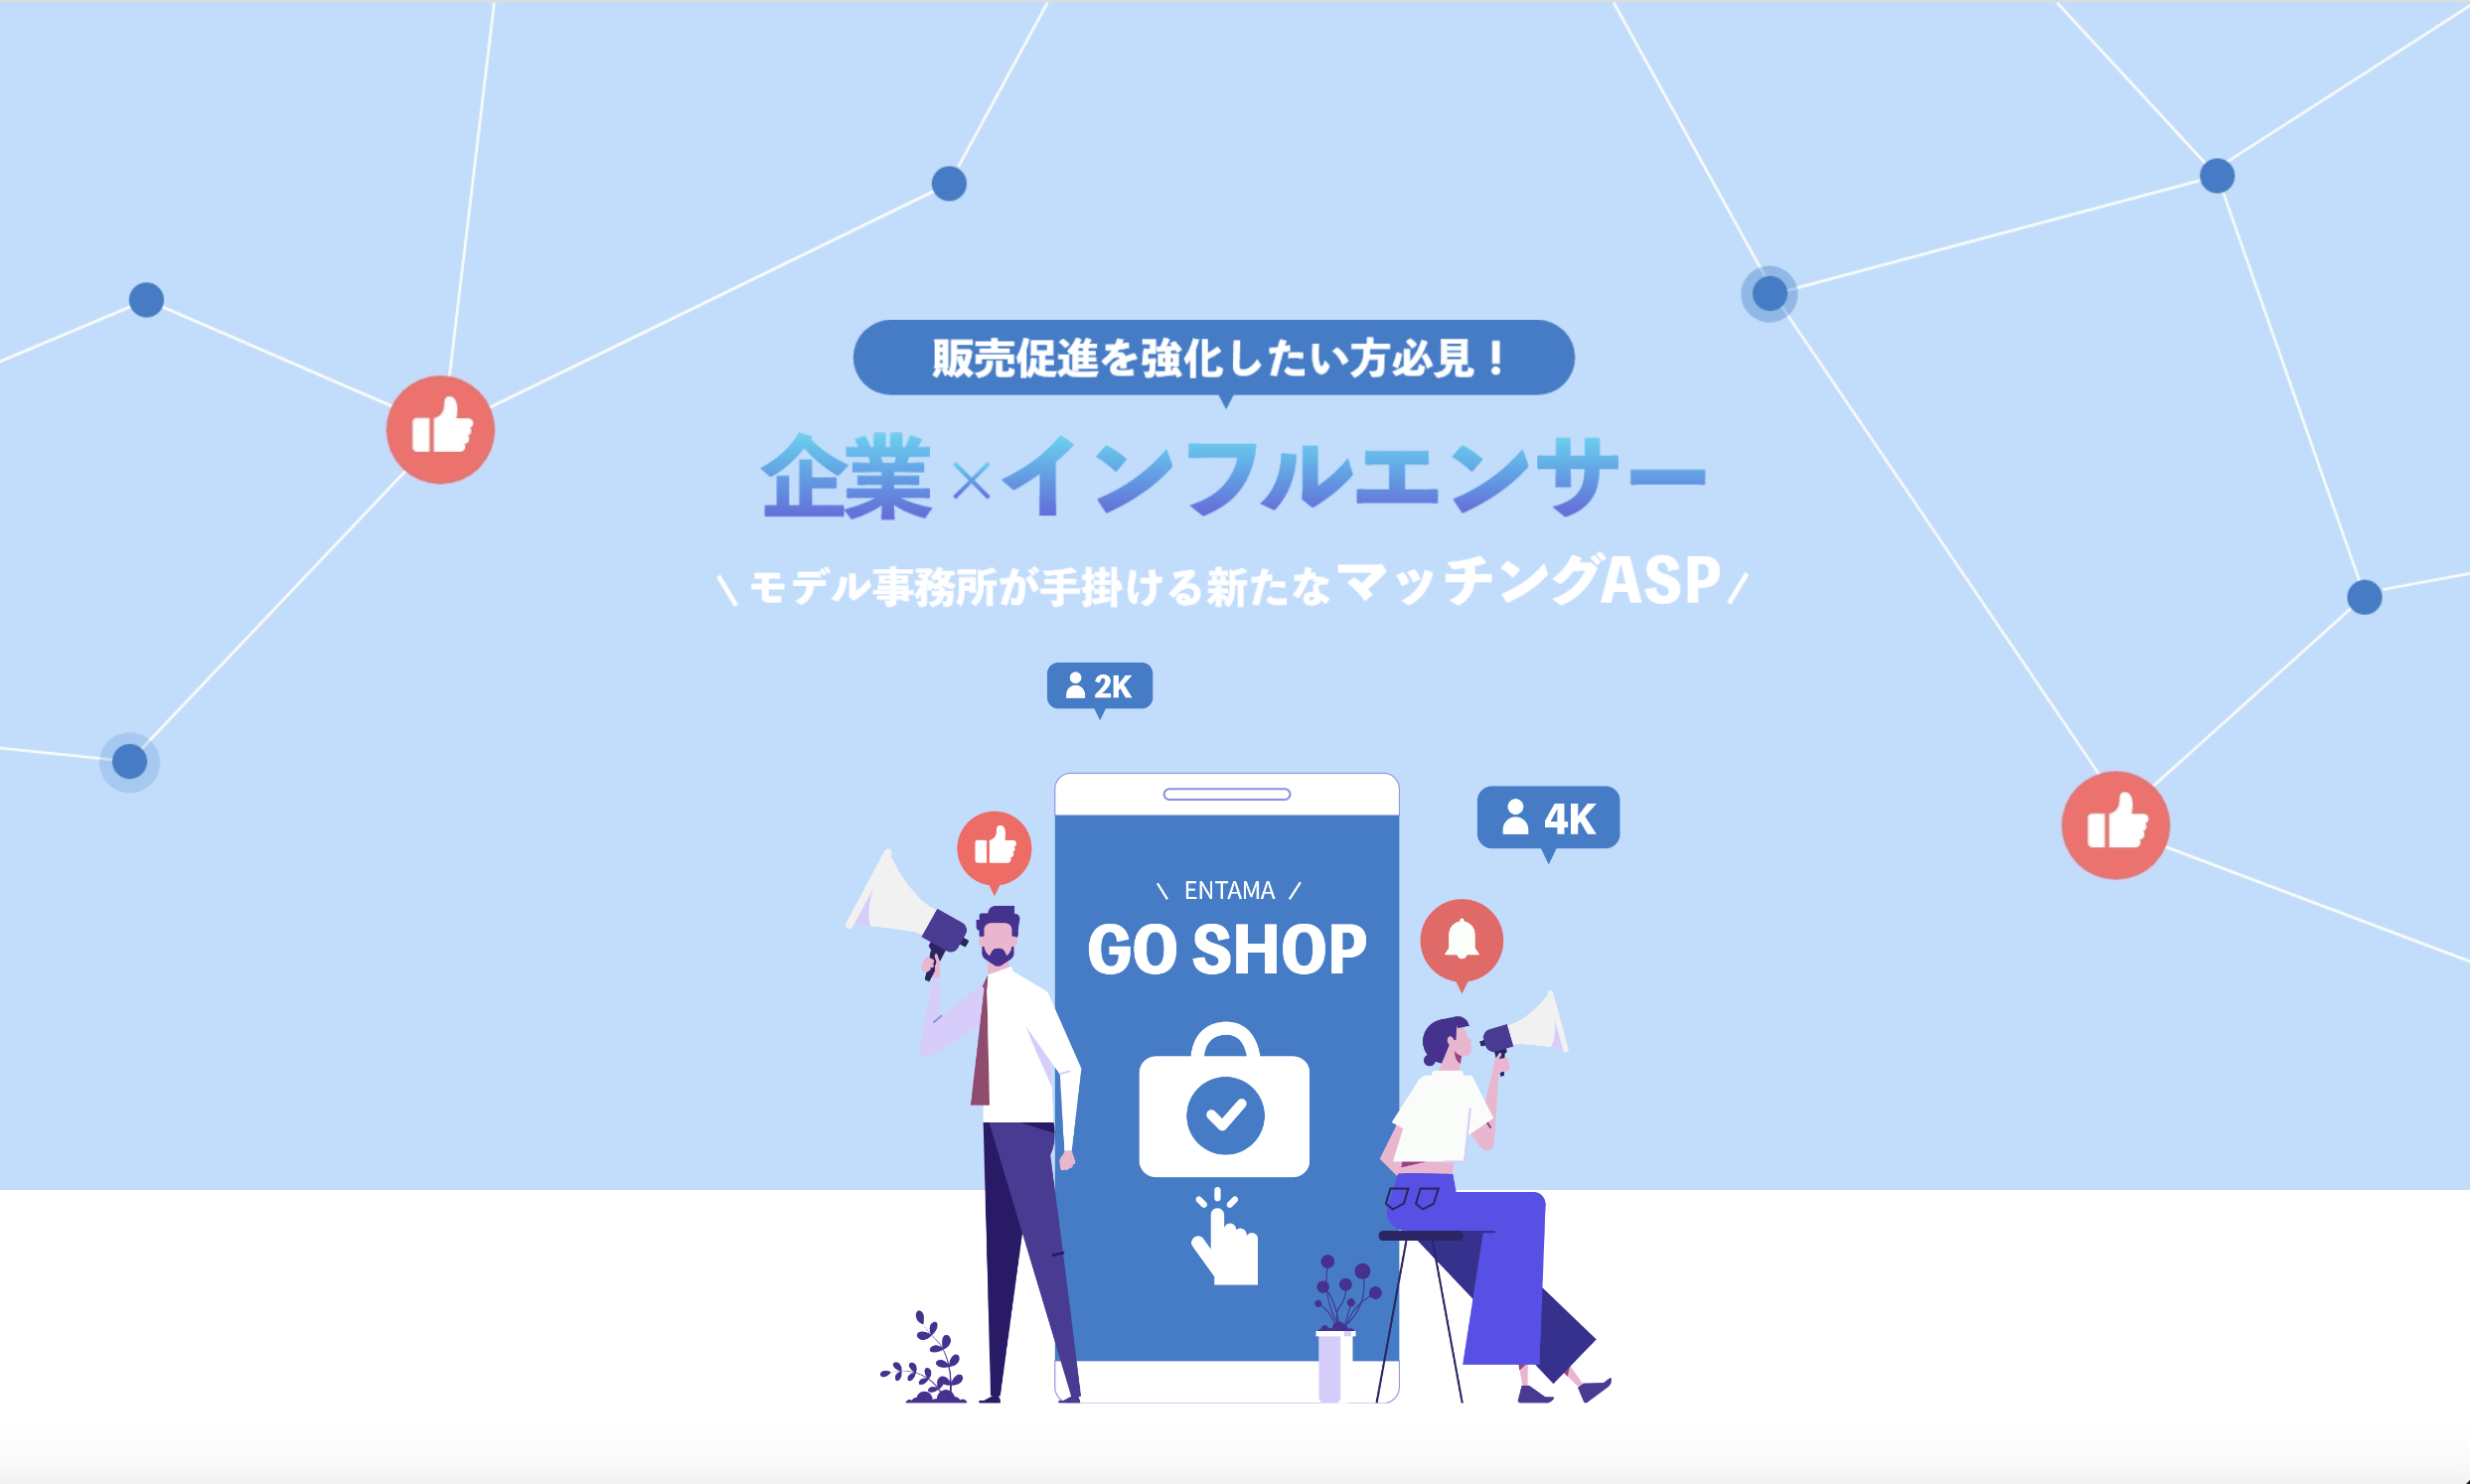 販売促進を強化したい方必見！
企業×インフルエンサー
\ モデル事務所が手掛ける新たなマッチングASP /
2K
4K
\ ENTAMA /
GO SHOP